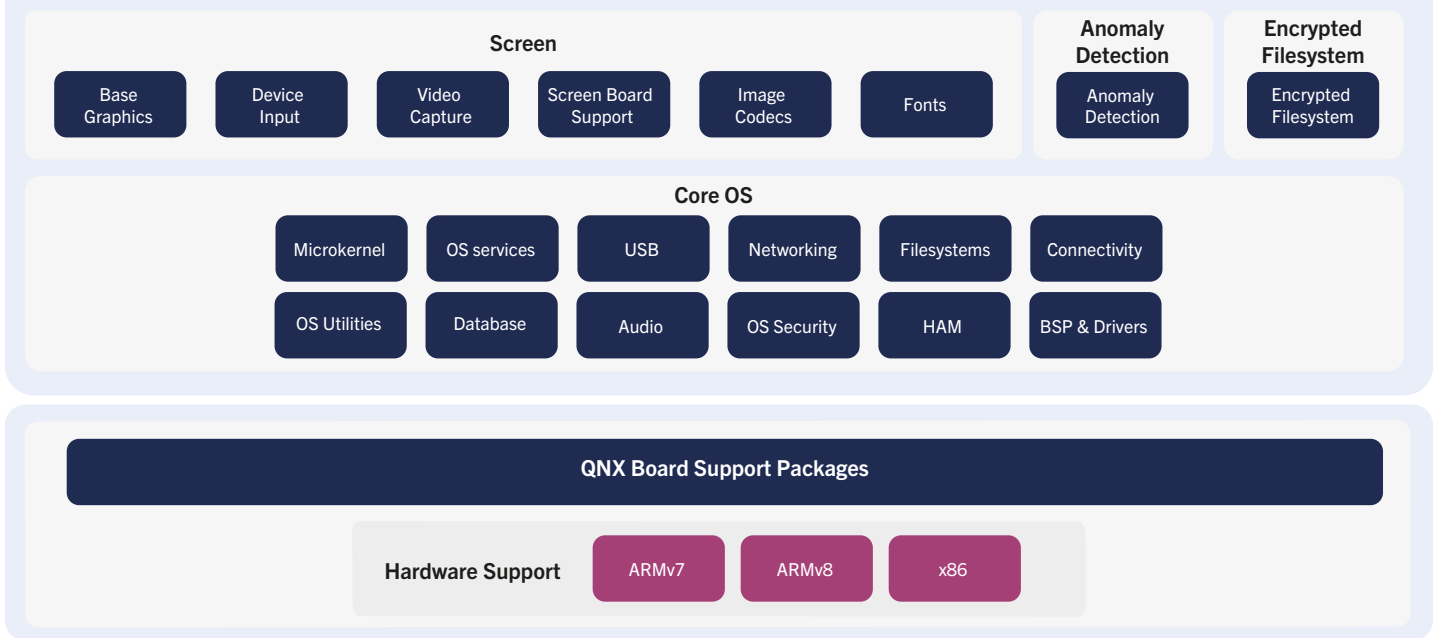 Screen
Base
Graphics
Device
Input
Video
Capture
Screen Board
Support
Image
Codecs
Fonts
Anomaly
Detection
Anomaly
Detection
Encrypted
Filesystem
Encrypted
Filesystem
Core OS
Microkernel
OS services
USB
Networking
Filesystems
Connectivity
OS Utilities
Database
Audio
OS Security
HAM
BSP & Drivers
QNX Board Support Packages
Hardware Support
ARMv7
ARMv8
x86